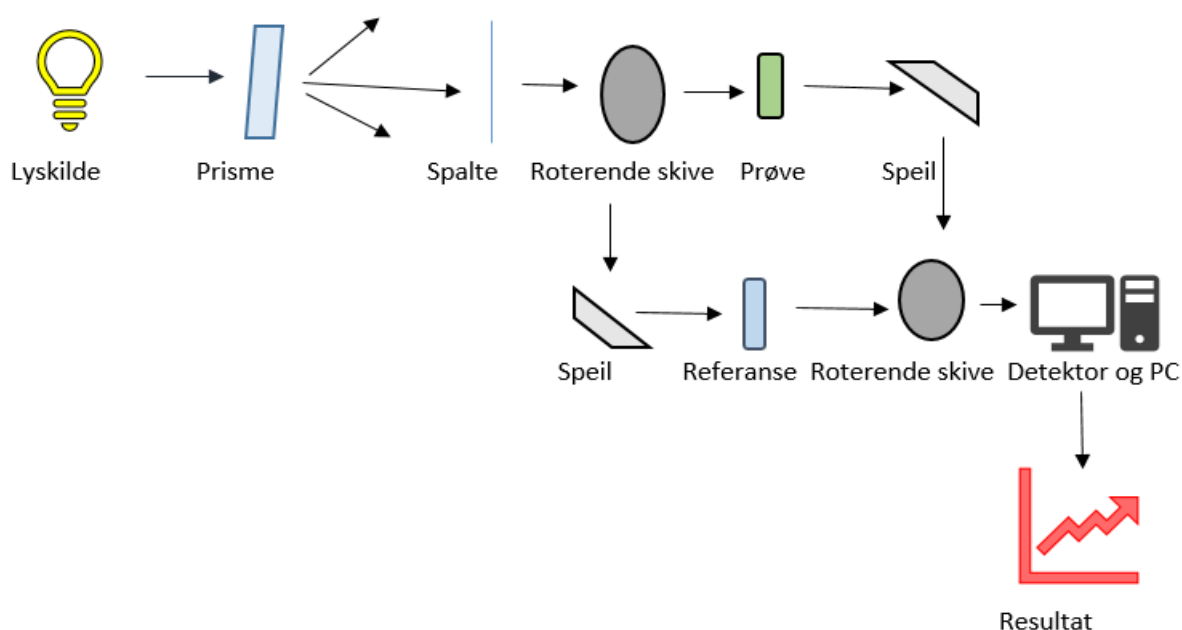 Lyskilde
Prisme
Spalte
Roterende skive
Prøve
Speil
Speil
Referanse
Roterende skive
Detektor og PC
Resultat